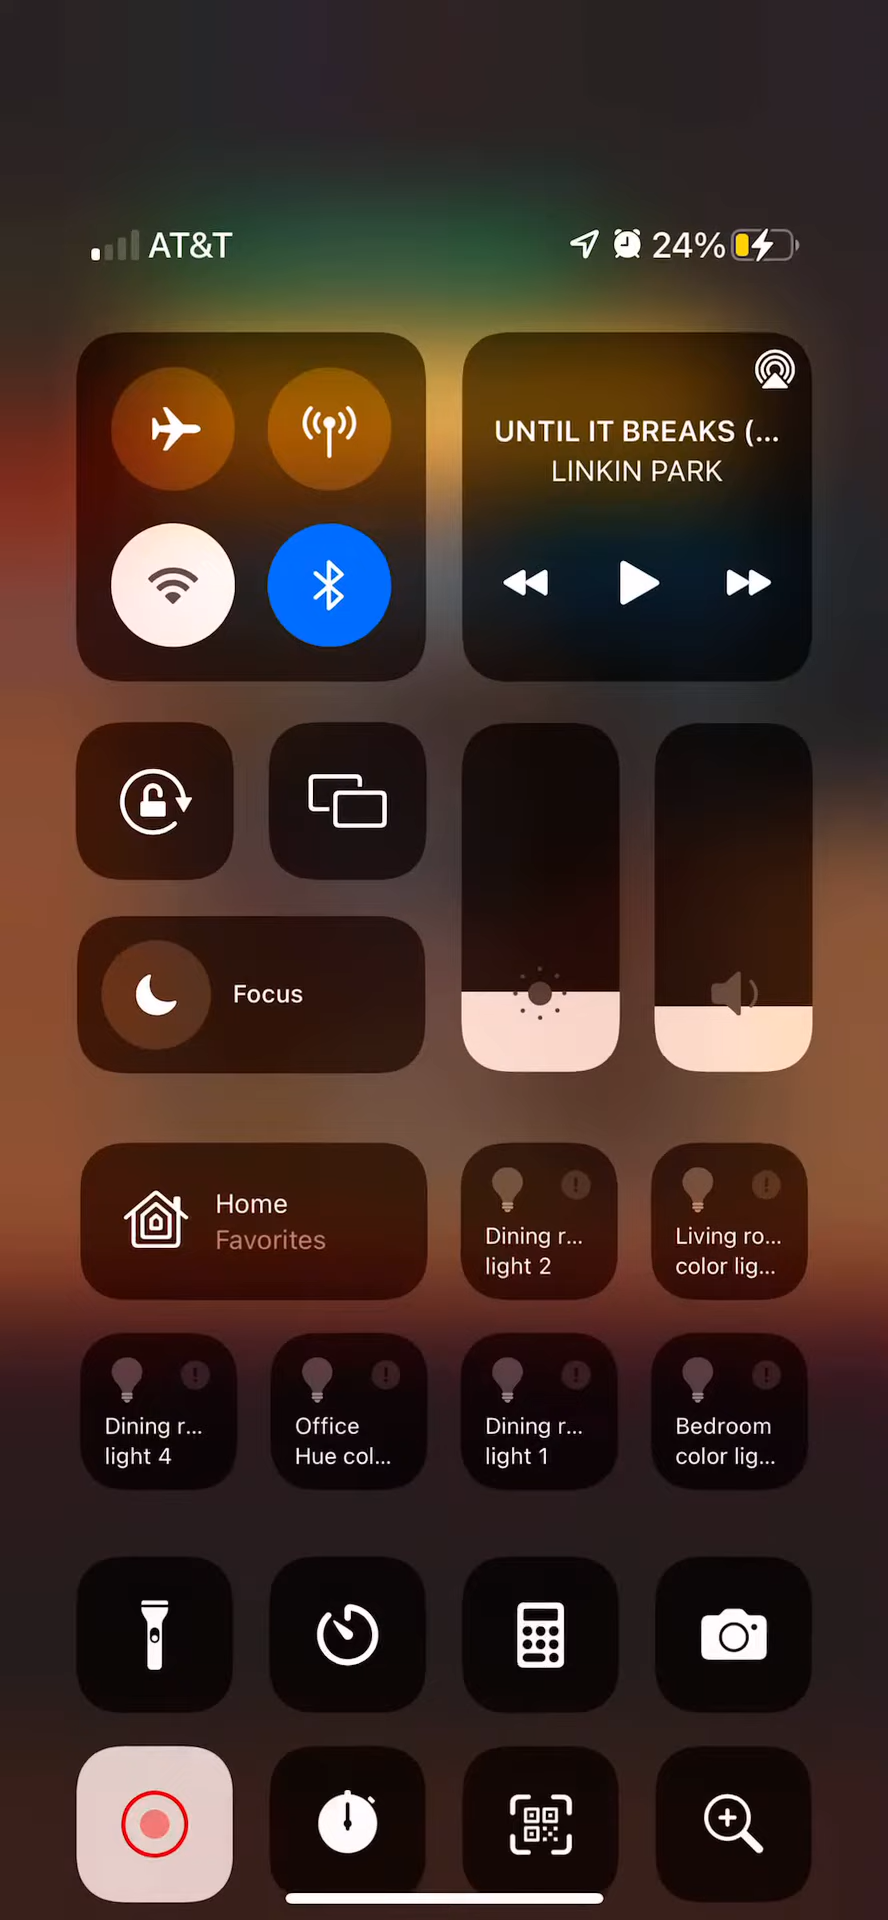 AT&T
24%
UNTIL IT BREAKS (...
LINKIN PARK
Focus
Home
Favorites
Dining r...
light 2
Living ro...
color lig...
Dining r...
light 4
Office
Hue col...
Dining r...
light 1
Bedroom
color lig...